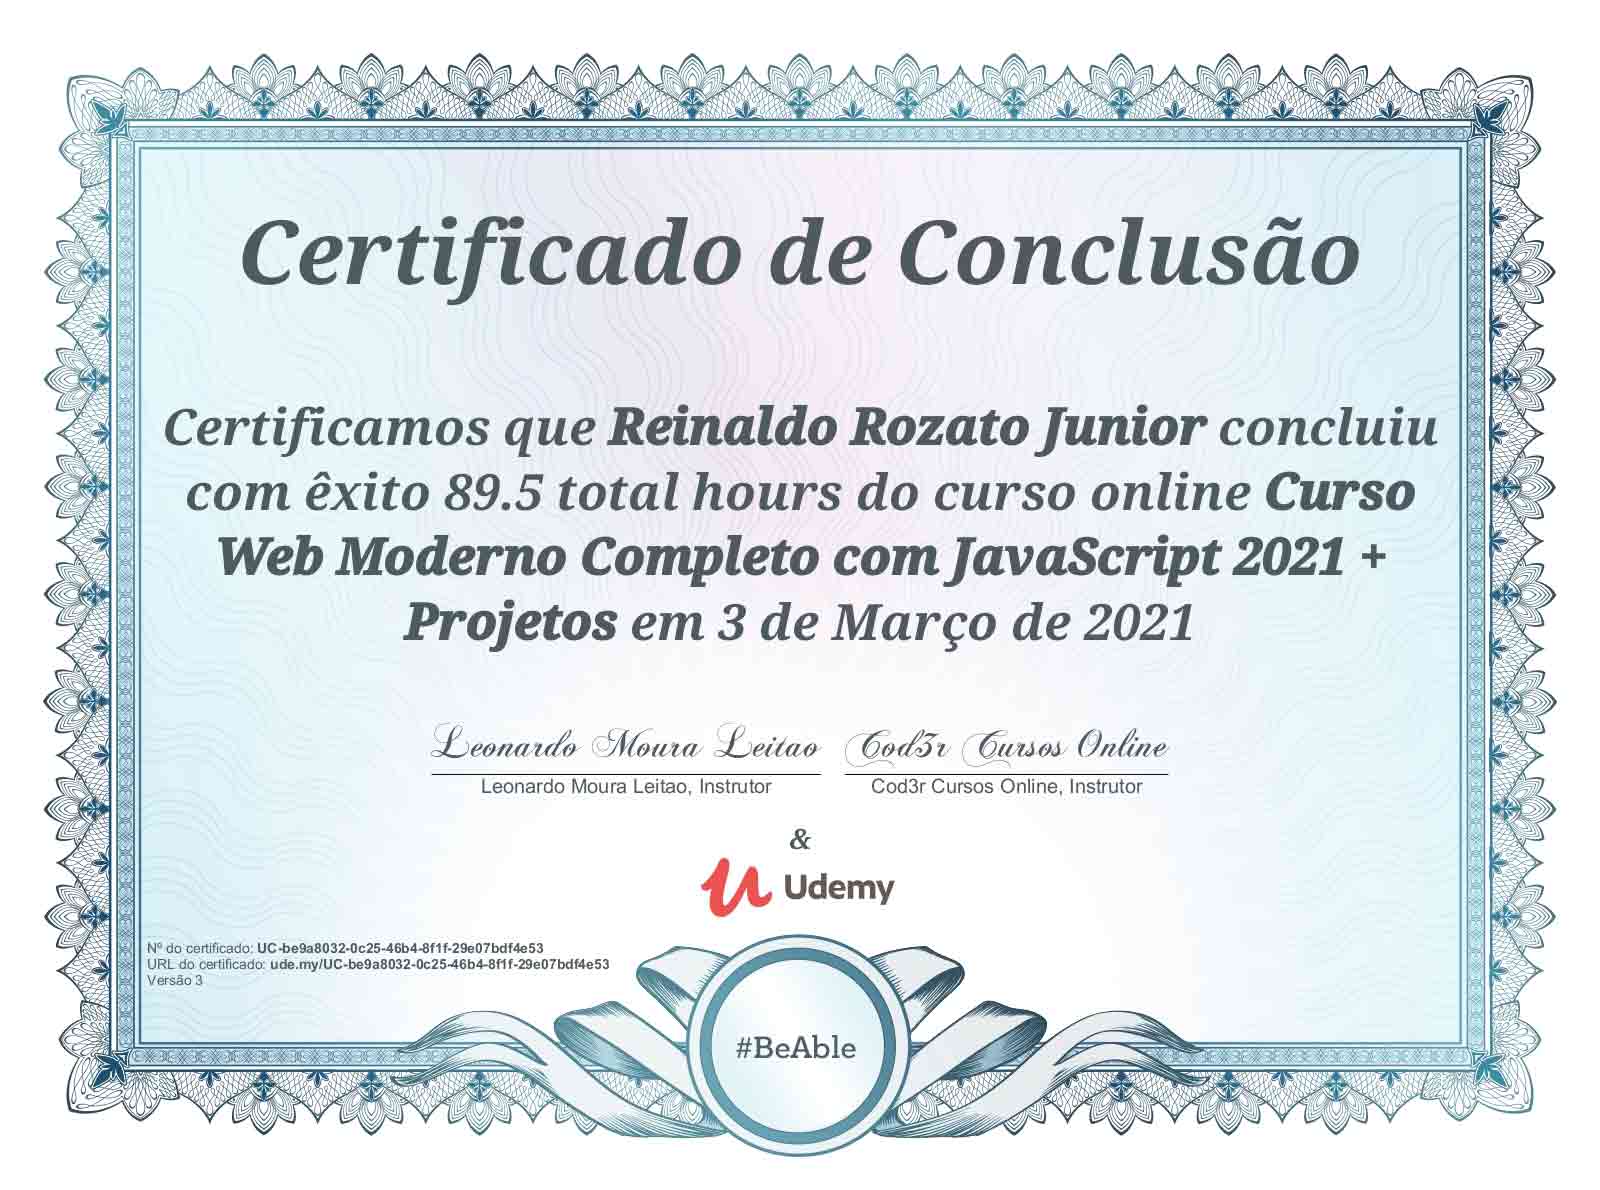 Certificado de Conclusão
Certificamos que Reinaldo Rozato Junior concluiu
com êxito 89.5 total hours do curso online Curso
Web Moderno Completo com JavaScript 2021 +
Projetos em 3 de Março de 2021
Leonardo Moura Leitao Cod3r Cursos Online
Leonardo Moura Leitao, Instrutor Cod3r Cursos Online, Instrutor
&
Udemy
Nº do certificado: UC-be9a8032-0c25-46b4-8f1f-29e07bdf4e53
URL do certificado: ude.my/UC-be9a8032-0c25-46b4-8f1f-29e07bdf4e53
Versão 3
#BeAble